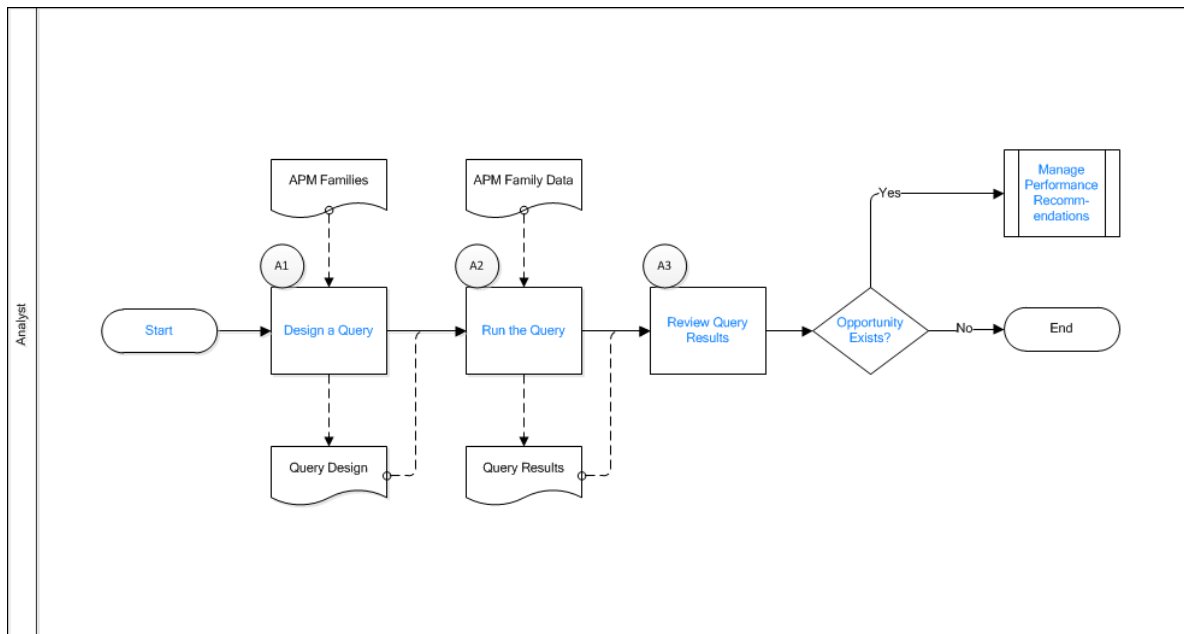 Analyst
APM Families
APM Family Data
Manage
Performance
Recomm-
endations
Yes
A1
A2
A3
Start
Design a Query
Run the Query
Review Query
Results
Opportunity
Exists?
No
End
Query Design
Query Results